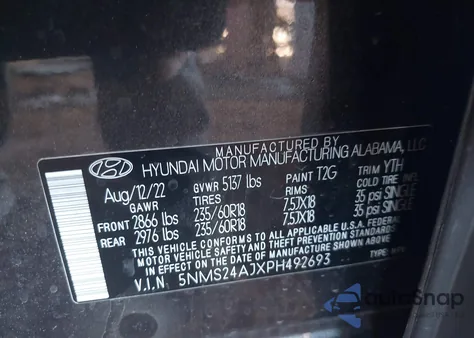 MANUFACTURED BY
HYUNDAI MOTOR MANUFACTURING ALABAMA, LLC
Aug/12/22 GVWR 5137 lbs PAINT T2G TRIM YTH
GAWR TIRES RIMS COLD TIRE INFL
FRONT 2866 lbs 235/60R18 7.5JX18 35 psi SINGLE
REAR 2976 lbs 235/60R18 7.5JX18 35 psi SINGLE
THIS VEHICLE CONFORMS TO ALL APPLICABLE U.S.A. FEDERAL
MOTOR VEHICLE SAFETY AND THEFT PREVENTION STANDARDS
IN EFFECT ON THE DATE OF MANUFACTURE SHOWN ABOVE.
V.I.N. 5NMS24AJXPH492693 TYPE:
autoSnap